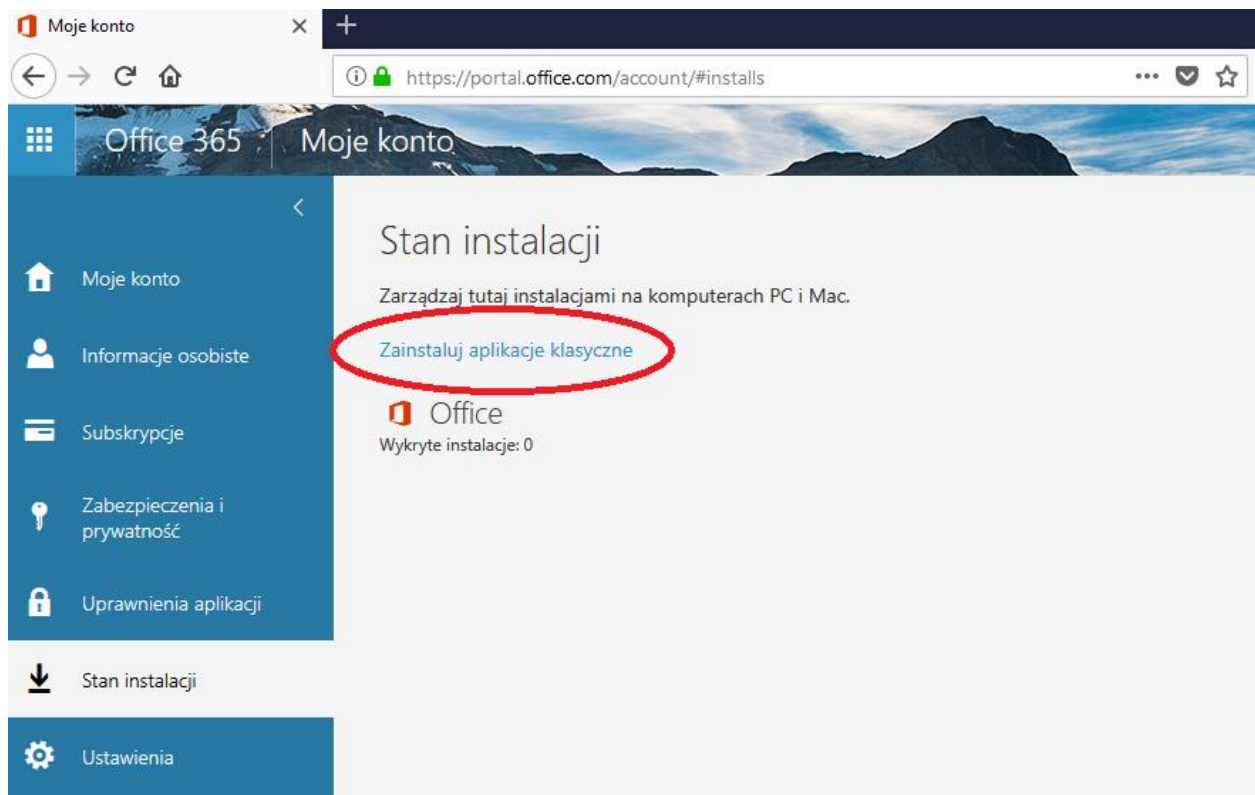 Moje konto
https://portal.office.com/account/#installs
Office 365
Moje konto
Stan instalacji
Zarządzaj tutaj instalacjami na komputerach PC i Mac.
Zainstaluj aplikacje klasyczne
Office
Wykryte instalacje: 0
Moje konto
Informacje osobiste
Subskrypcje
Zabezpieczenia i
prywatność
Uprawnienia aplikacji
Stan instalacji
Ustawienia